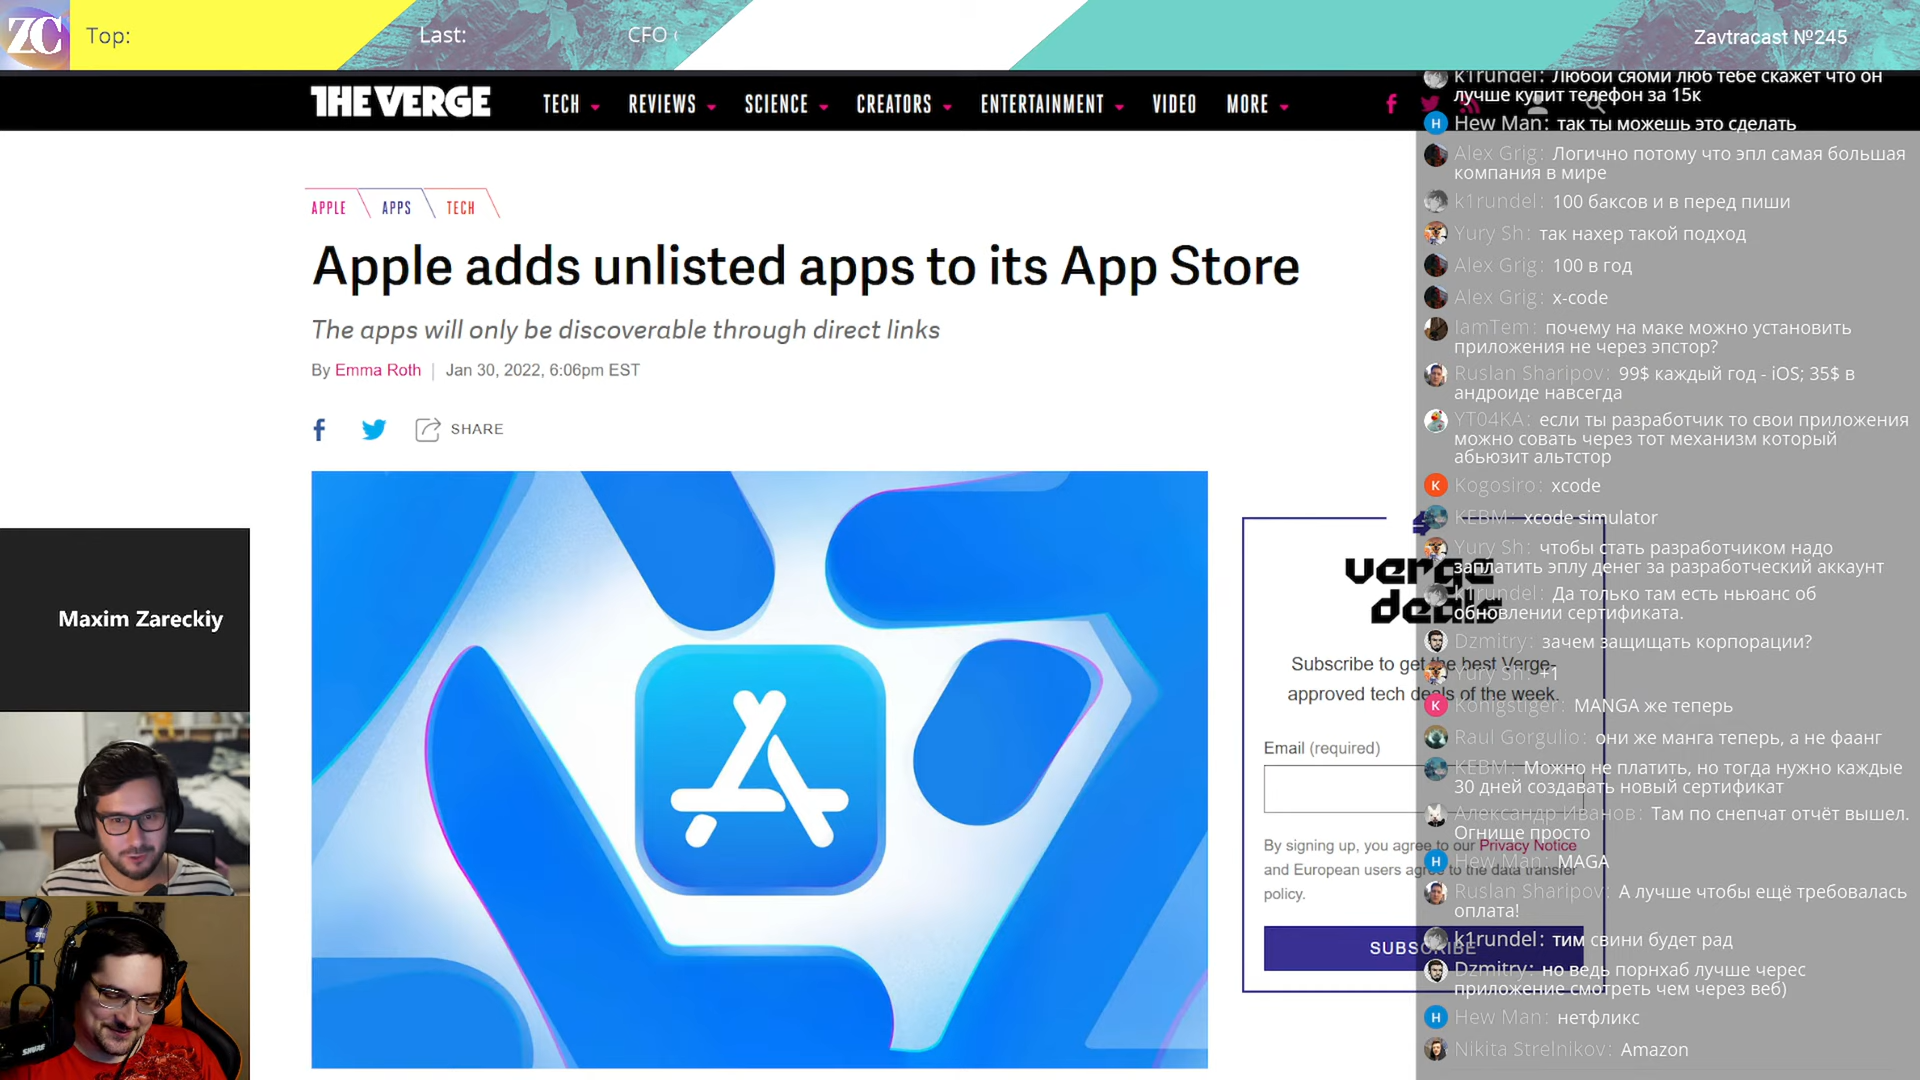 ZC
Top:
Last:
CFO
Zavtracast №245
THE VERGE
TECH
REVIEWS
SCIENCE
CREATORS
ENTERTAINMENT
VIDEO
MORE
APPLE
APPS
TECH
Apple adds unlisted apps to its App Store
The apps will only be discoverable through direct links
By Emma Roth | Jan 30, 2022, 6:06pm EST
SHARE
verge
deals
Subscribe to get the best Verge-
approved tech deals of the week.
Email (required)
By signing up, you agree to our Privacy Notice
and European users agree to the data transfer
policy.
SUBSCRIBE
Maxim Zareckiy
SHURE
k1rundel: Любой сяоми люб тебе скажет что он
лучше купит телефон за 15к
Hew Man: так ты можешь это сделать
Alex Grig: Логично потому что эпл самая большая
компания в мире
k1rundel: 100 баксов и в перед пиши
Yury Sh: так нахер такой подход
Alex Grig: 100 в год
Alex Grig: x-code
IamTem: почему на маке можно установить
приложения не через эпстор?
Ruslan Sharipov: 99$ каждый год - iOS; 35$ в
андроиде навсегда
YT04KA: если ты разработчик то свои приложения
можно совать через тот механизм который
абьюзит альтстор
Kogosiro: xcode
KEBM: xcode simulator
Yury Sh: чтобы стать разработчиком надо
заплатить эплу денег за разработческий аккаунт
k1rundel: Да только там есть ньюанс об
обновлении сертификата.
Dzmitry: зачем защищать корпорации?
Yury Sh: +1
Konigstiger: MANGA же теперь
Raul Gorgulio: они же манга теперь, а не фаанг
KEBM: Можно не платить, но тогда нужно каждые
30 дней создавать новый сертификат
Александр Иванов: Там по снепчат отчёт вышел.
Огнище просто
Hew Man: MAGA
Ruslan Sharipov: А лучше чтобы ещё требовалась
оплата!
k1rundel: тим свини будет рад
Dzmitry: но ведь порнхаб лучше черес
приложение смотреть чем через веб)
Hew Man: нетфликс
Nikita Strelnikov: Amazon